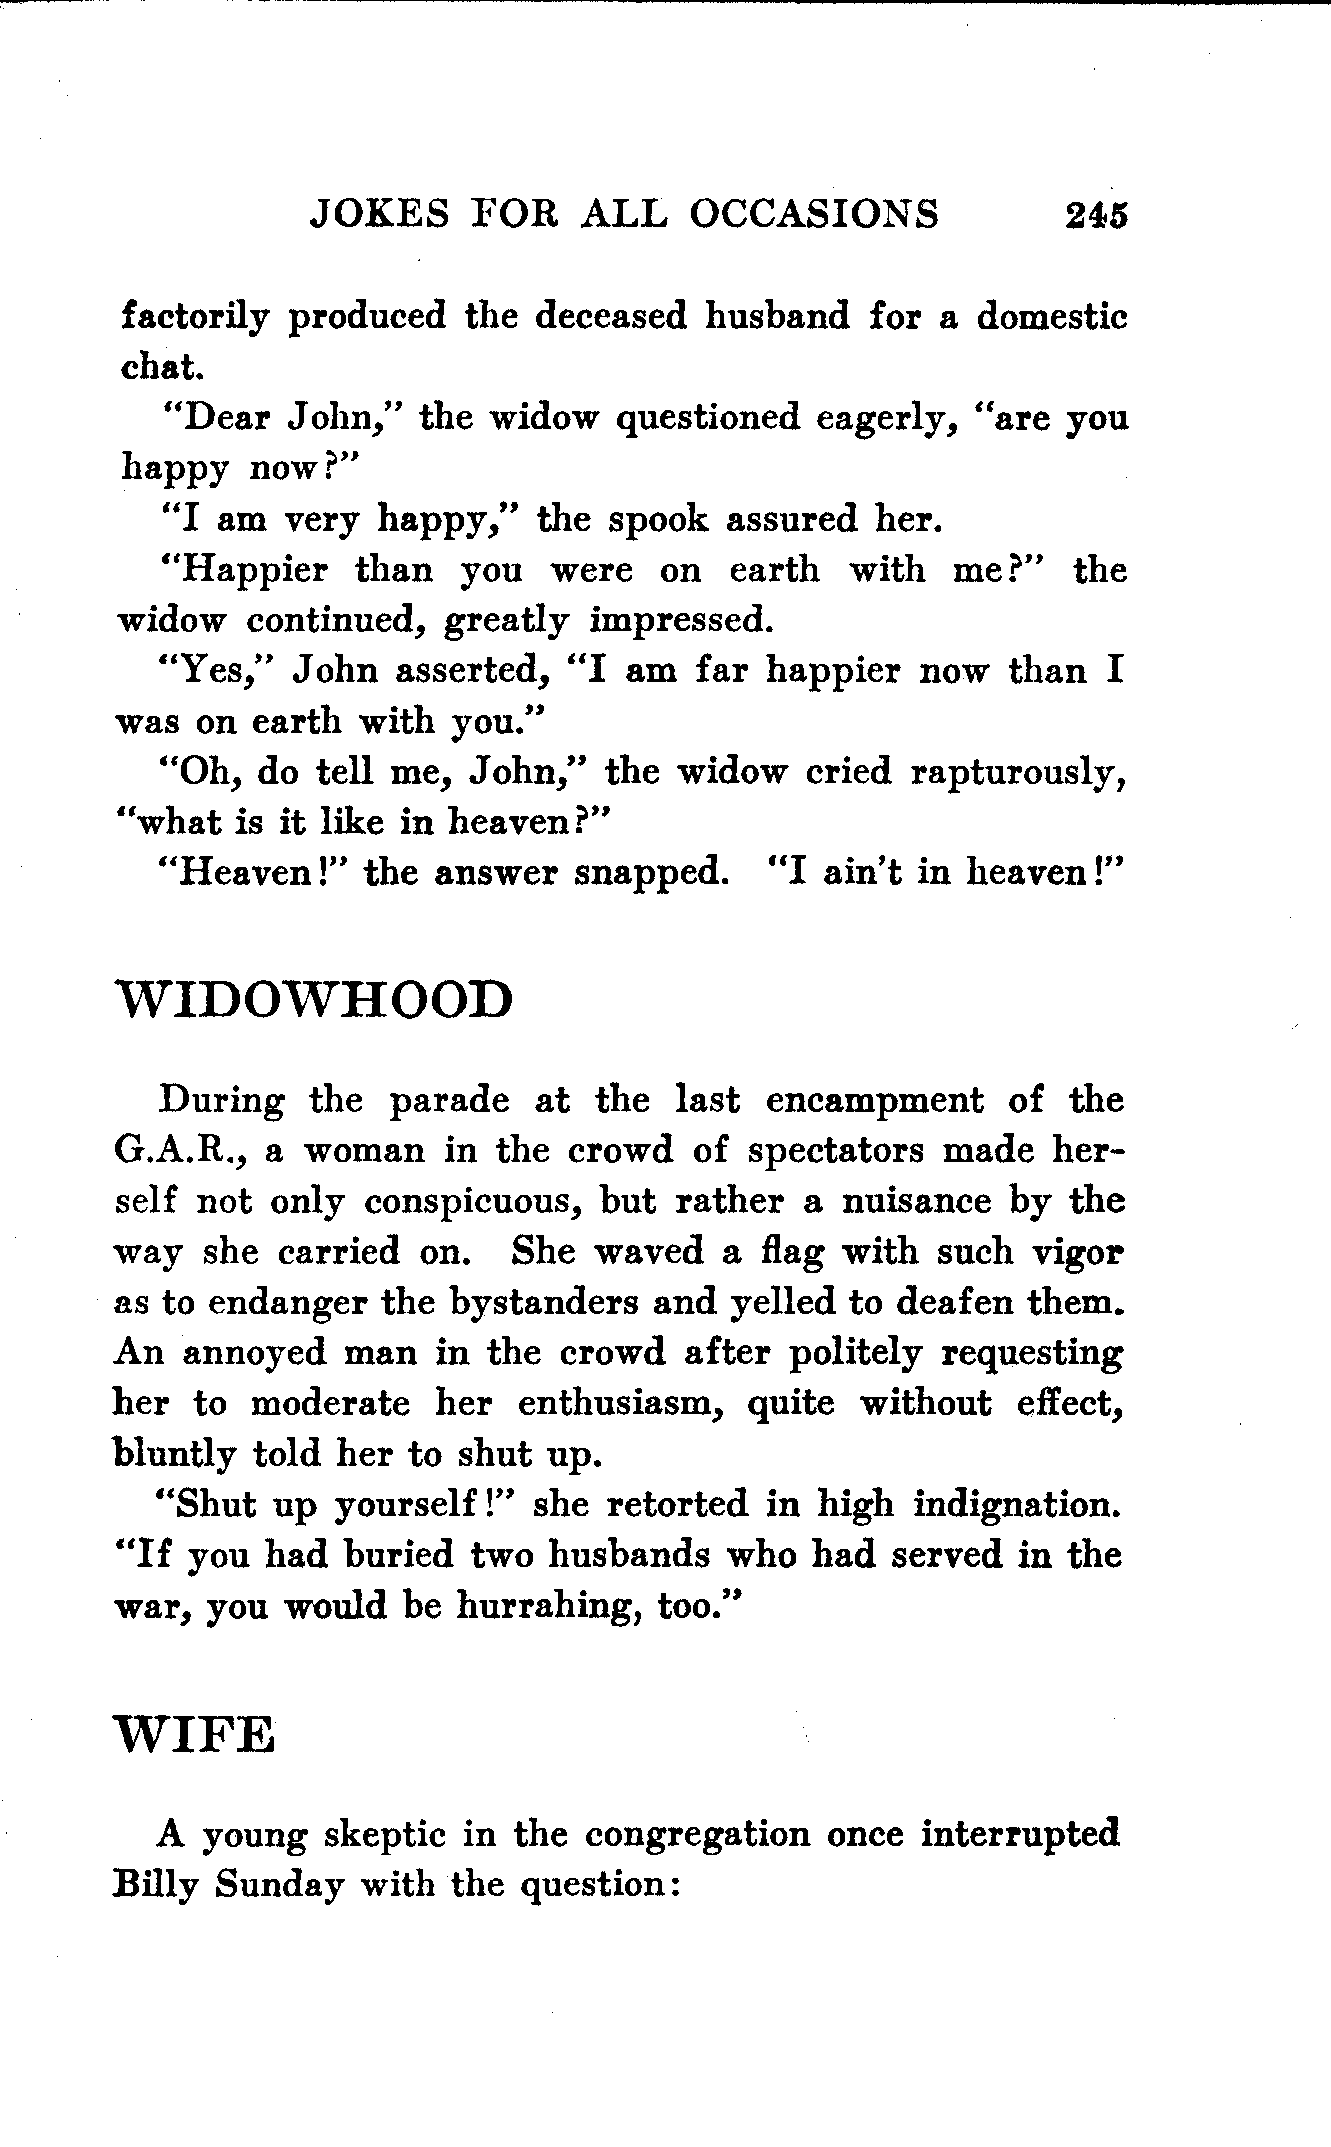 JOKES FOR ALL OCCASIONS 245
factorily produced the deceased husband for a domestic
chat.
"Dear John," the widow questioned eagerly, "are you
happy now?"
"I am very happy," the spook assured her.
"Happier than you were on earth with me?" the
widow continued, greatly impressed.
"Yes," John asserted, "I am far happier now than I
was on earth with you."
"Oh, do tell me, John," the widow cried rapturously,
"what is it like in heaven?"
"Heaven!" the answer snapped. "I ain't in heaven!"
WIDOWHOOD
During the parade at the last encampment of the
G.A.R., a woman in the crowd of spectators made her-
self not only conspicuous, but rather a nuisance by the
way she carried on. She waved a flag with such vigor
as to endanger the bystanders and yelled to deafen them.
An annoyed man in the crowd after politely requesting
her to moderate her enthusiasm, quite without effect,
bluntly told her to shut up.
"Shut up yourself!" she retorted in high indignation.
"If you had buried two husbands who had served in the
war, you would be hurrahing, too."
WIFE
A young skeptic in the congregation once interrupted
Billy Sunday with the question: